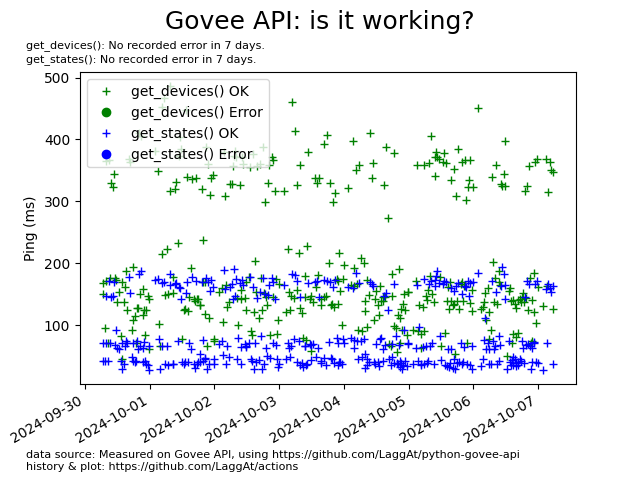 Govee API: is it working?
get_devices(): No recorded error in 7 days.
get_states(): No recorded error in 7 days.
500
400
300
200
100
Ping (ms)
get_devices() OK
get_devices() Error
get_states() OK
get_states() Error
2024-09-30
2024-10-01
2024-10-02
2024-10-03
2024-10-04
2024-10-05
2024-10-06
2024-10-07
data source: Measured on Govee API, using https://github.com/LaggAt/python-govee-api
history & plot: https://github.com/LaggAt/actions